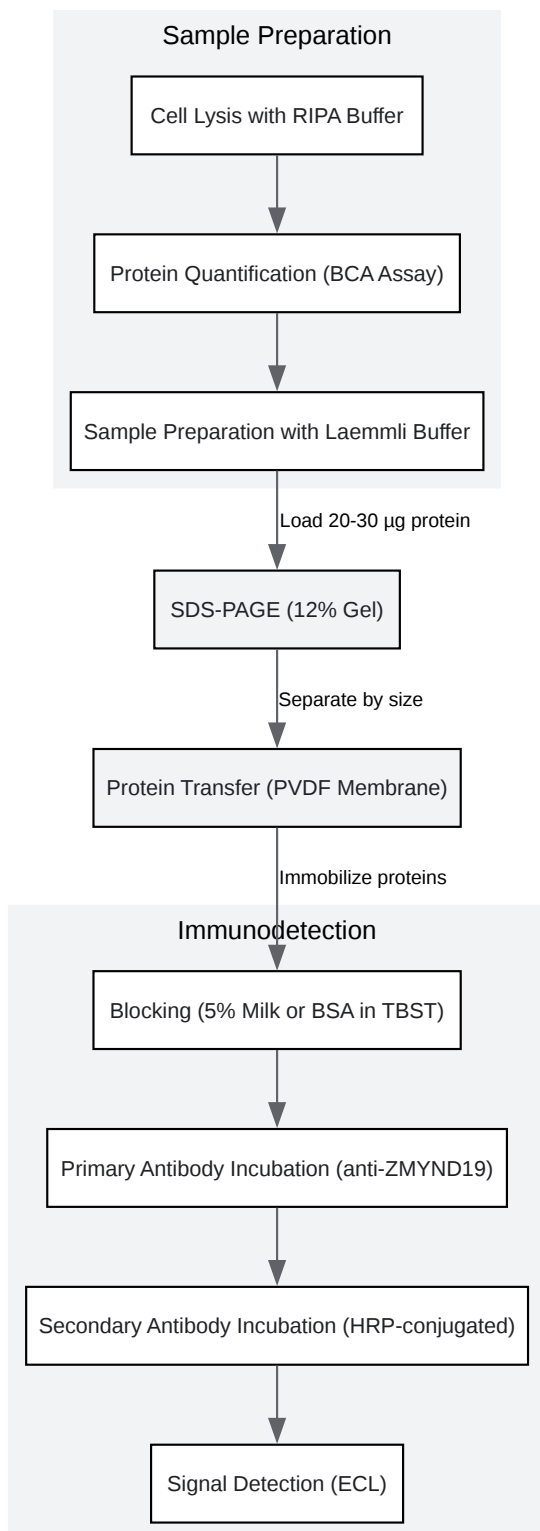 Sample Preparation
Cell Lysis with RIPA Buffer
Protein Quantification (BCA Assay)
Sample Preparation with Laemmli Buffer
Load 20-30 µg protein
SDS-PAGE (12% Gel)
Separate by size
Protein Transfer (PVDF Membrane)
Immobilize proteins
Immunodetection
Blocking (5% Milk or BSA in TBST)
Primary Antibody Incubation (anti-ZMYND19)
Secondary Antibody Incubation (HRP-conjugated)
Signal Detection (ECL)